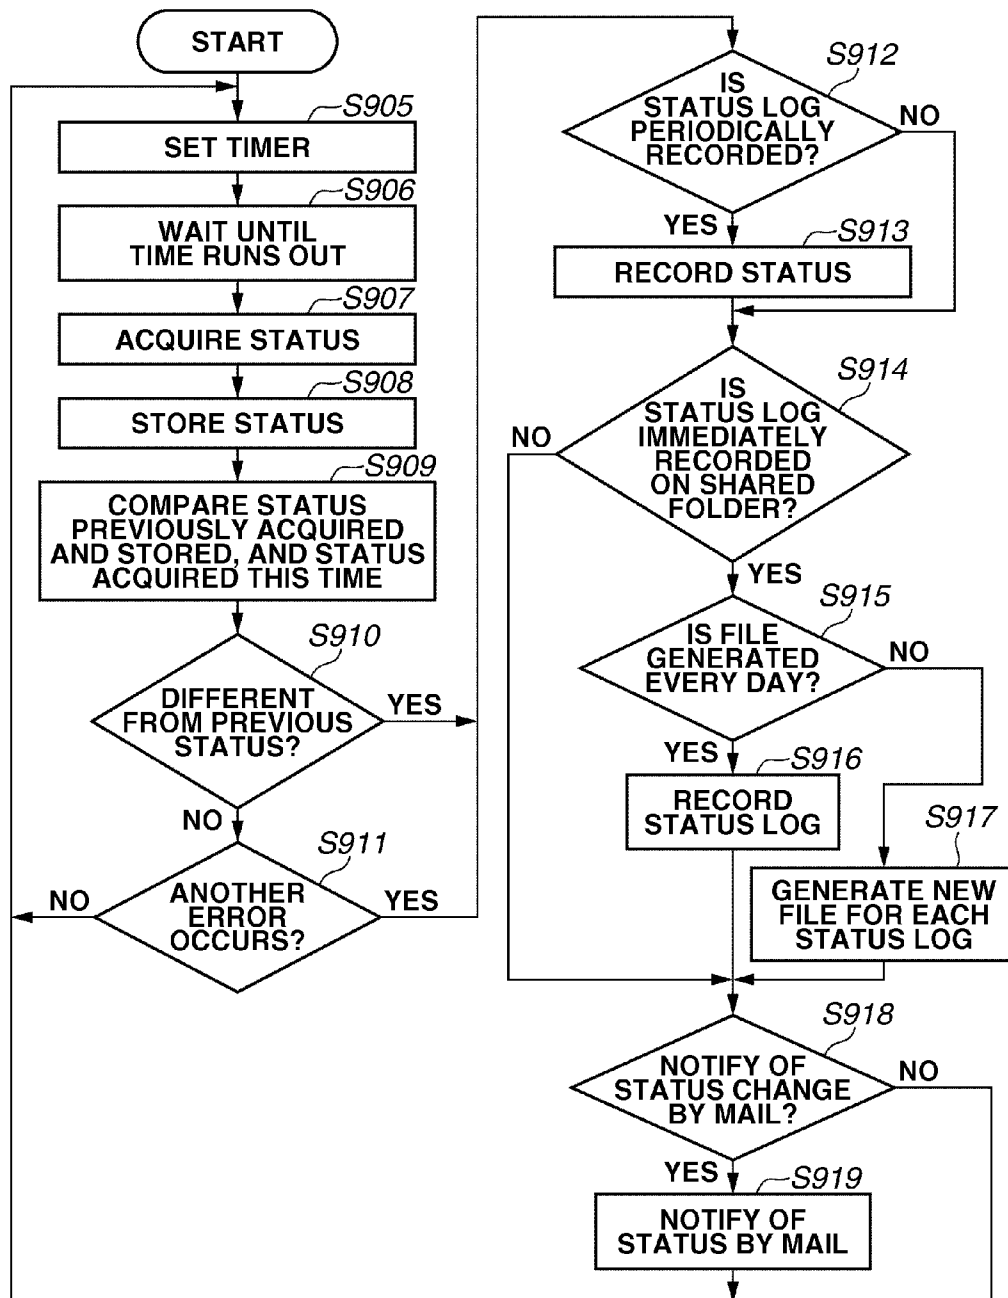 START
S905
SET TIMER
S906
WAIT UNTIL
TIME RUNS OUT
S907
ACQUIRE STATUS
S908
STORE STATUS
S909
COMPARE STATUS
PREVIOUSLY ACQUIRED
AND STORED, AND STATUS
ACQUIRED THIS TIME
S910
DIFFERENT
FROM PREVIOUS
STATUS?
YES
NO
S911
ANOTHER
ERROR
OCCURS?
NO
YES
S912
IS
STATUS LOG
PERIODICALLY
RECORDED?
NO
YES
S913
RECORD STATUS
S914
IS
STATUS LOG
IMMEDIATELY
RECORDED
ON SHARED
FOLDER?
NO
YES
S915
IS FILE
GENERATED
EVERY DAY?
NO
YES
S916
RECORD
STATUS LOG
S917
GENERATE NEW
FILE FOR EACH
STATUS LOG
S918
NOTIFY OF
STATUS CHANGE
BY MAIL?
NO
YES
S919
NOTIFY OF
STATUS BY MAIL